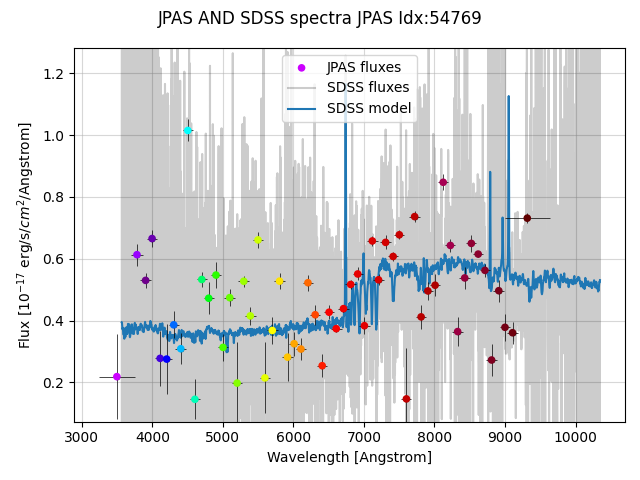 JPAS AND SDSS spectra JPAS Idx:54769
JPAS fluxes
SDSS fluxes
SDSS model
Flux [10⁻¹⁷ erg/s/cm²/Angstrom]
1.2
1.0
0.8
0.6
0.4
0.2
3000 4000 5000 6000 7000 8000 9000 10000
Wavelength [Angstrom]